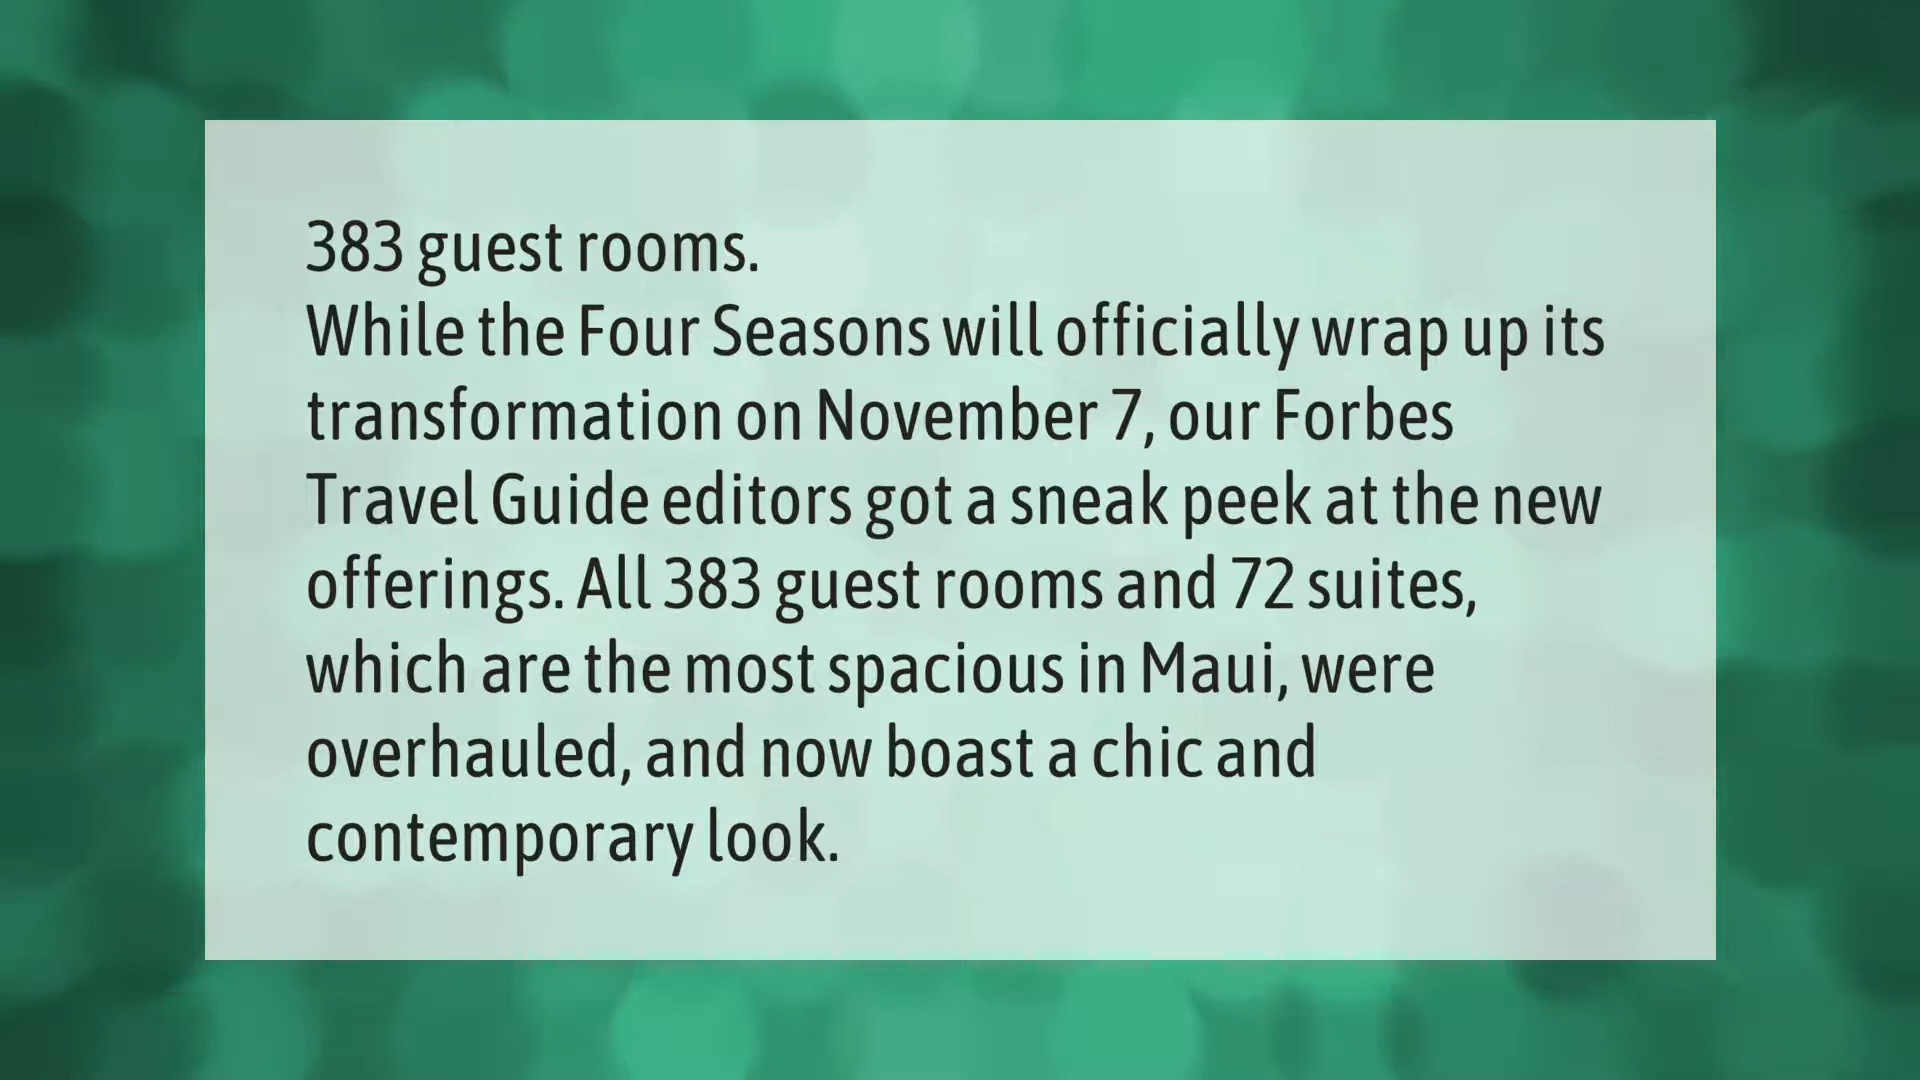 383 guest rooms.
While the Four Seasons will officially wrap up its
transformation on November 7, our Forbes
Travel Guide editors got a sneak peek at the new
offerings. All 383 guest rooms and 72 suites,
which are the most spacious in Maui, were
overhauled, and now boast a chic and
contemporary look.